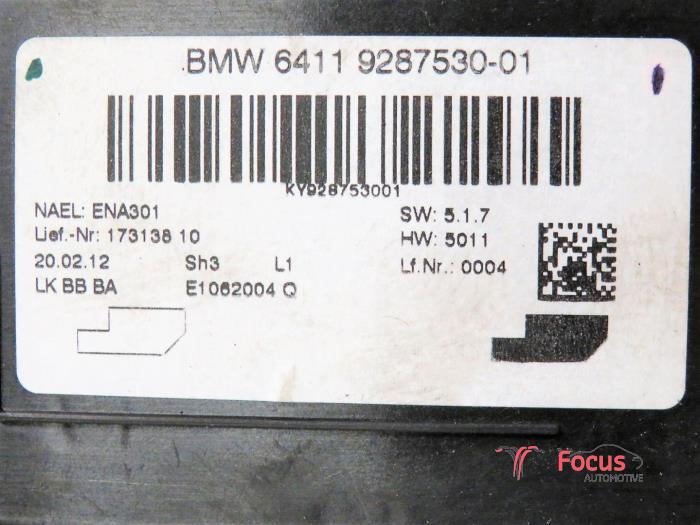 BMW 6411 9287530-01
KY928753001
NAEL: ENA301
SW: 5.1.7
Lief.-Nr: 173138 10
HW: 5011
20.02.12 Sh3 L1
Lf.Nr.: 0004
LK BB BA E1062004 Q
Focus
AUTOMOTIVE